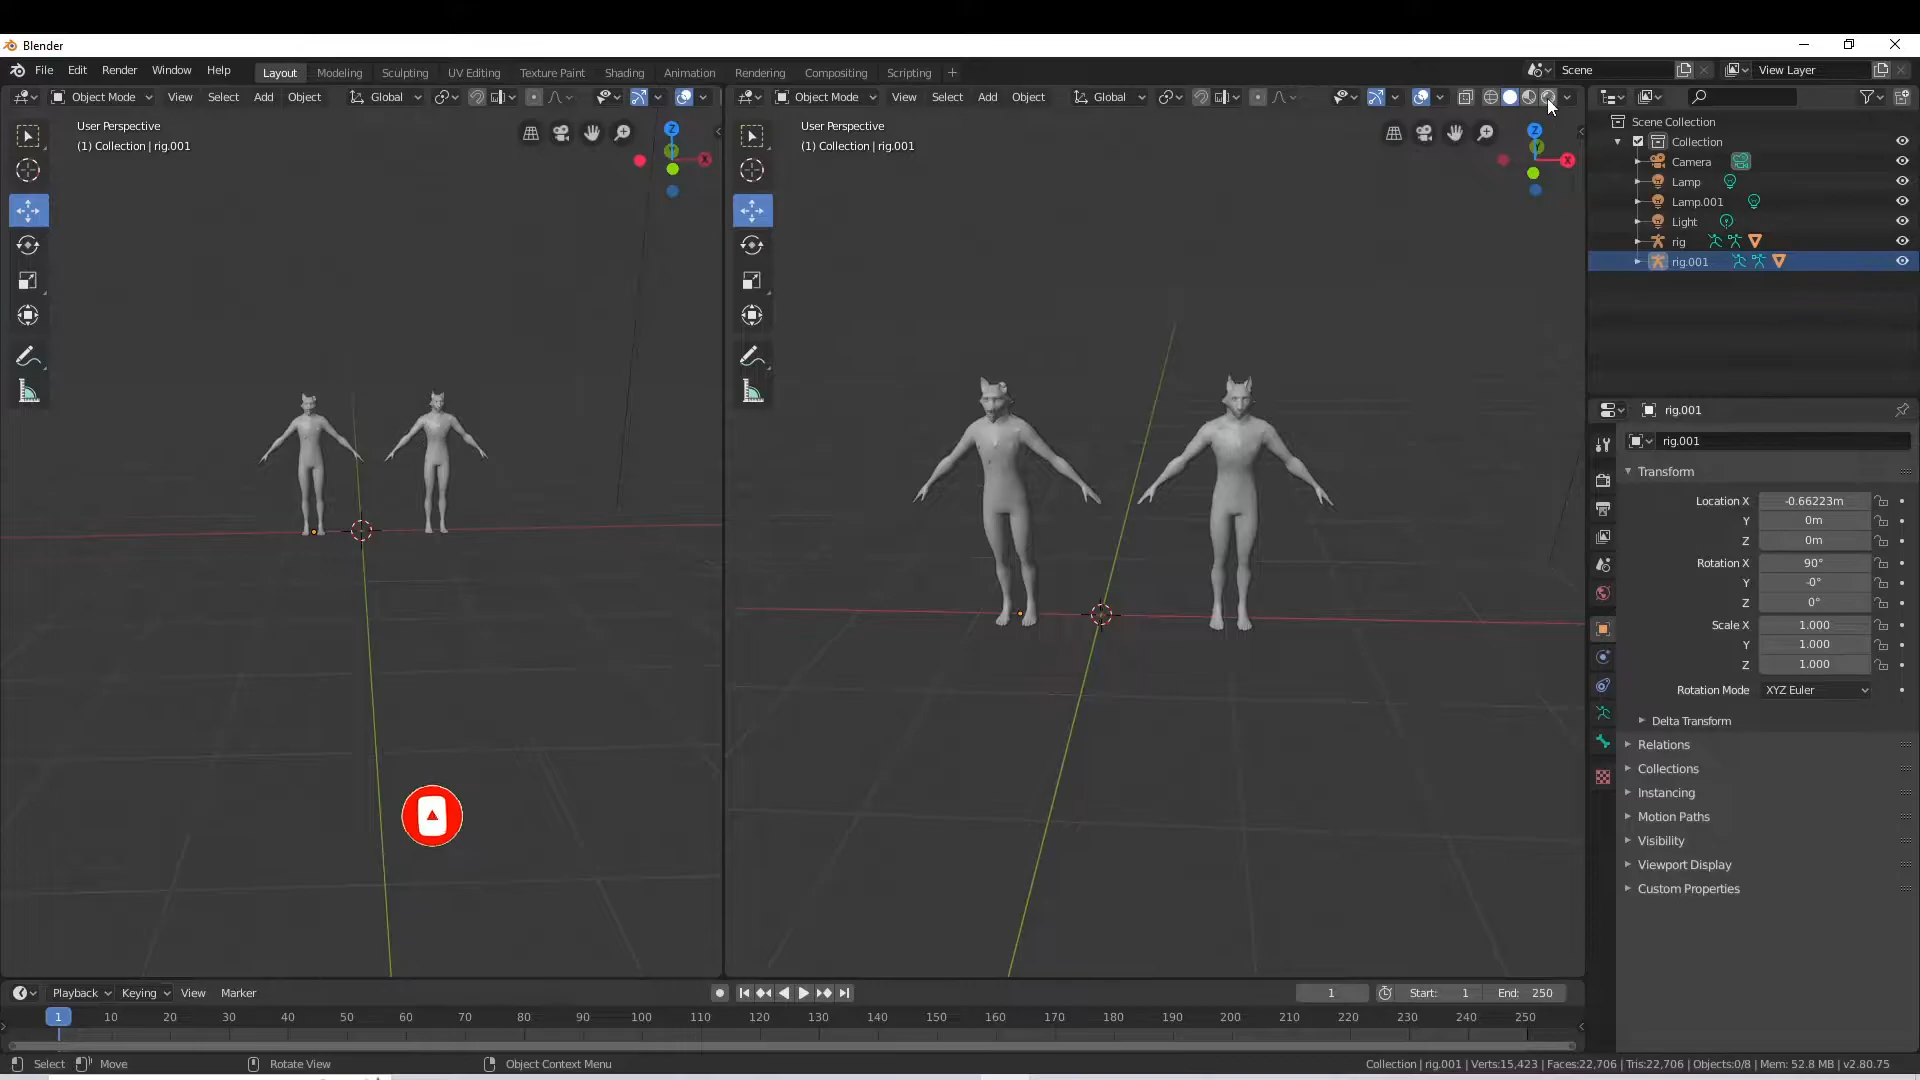 Blender
File Edit Render Window Help Layout Modeling Sculpting UV Editing Texture Paint Shading Animation Rendering Compositing Scripting + Scene View Layer
Object Mode View Select Add Object Global
Object Mode View Select Add Object Global
User Perspective
(1) Collection | rig.001
User Perspective
(1) Collection | rig.001
Z
X
Z
Y
X
Scene Collection
Collection
Camera
Lamp
Lamp.001
Light
rig
rig.001
rig.001
rig.001
Transform
Location X -0.66223m
Y 0m
Z 0m
Rotation X 90°
Y -0°
Z 0°
Scale X 1.000
Y 1.000
Z 1.000
Rotation Mode XYZ Euler
Delta Transform
Relations
Collections
Instancing
Motion Paths
Visibility
Viewport Display
Custom Properties
Playback Keying View Marker 1 Start: 1 End: 250
1 10 20 30 40 50 60 70 80 90 100 110 120 130 140 150 160 170 180 190 200 210 220 230 240 250
Select Move Rotate View Object Context Menu Collection | rig.001 | Verts:15,423 | Faces:22,706 | Tris:22,706 | Objects:0/8 | Mem: 52.8 MB | v2.80.75